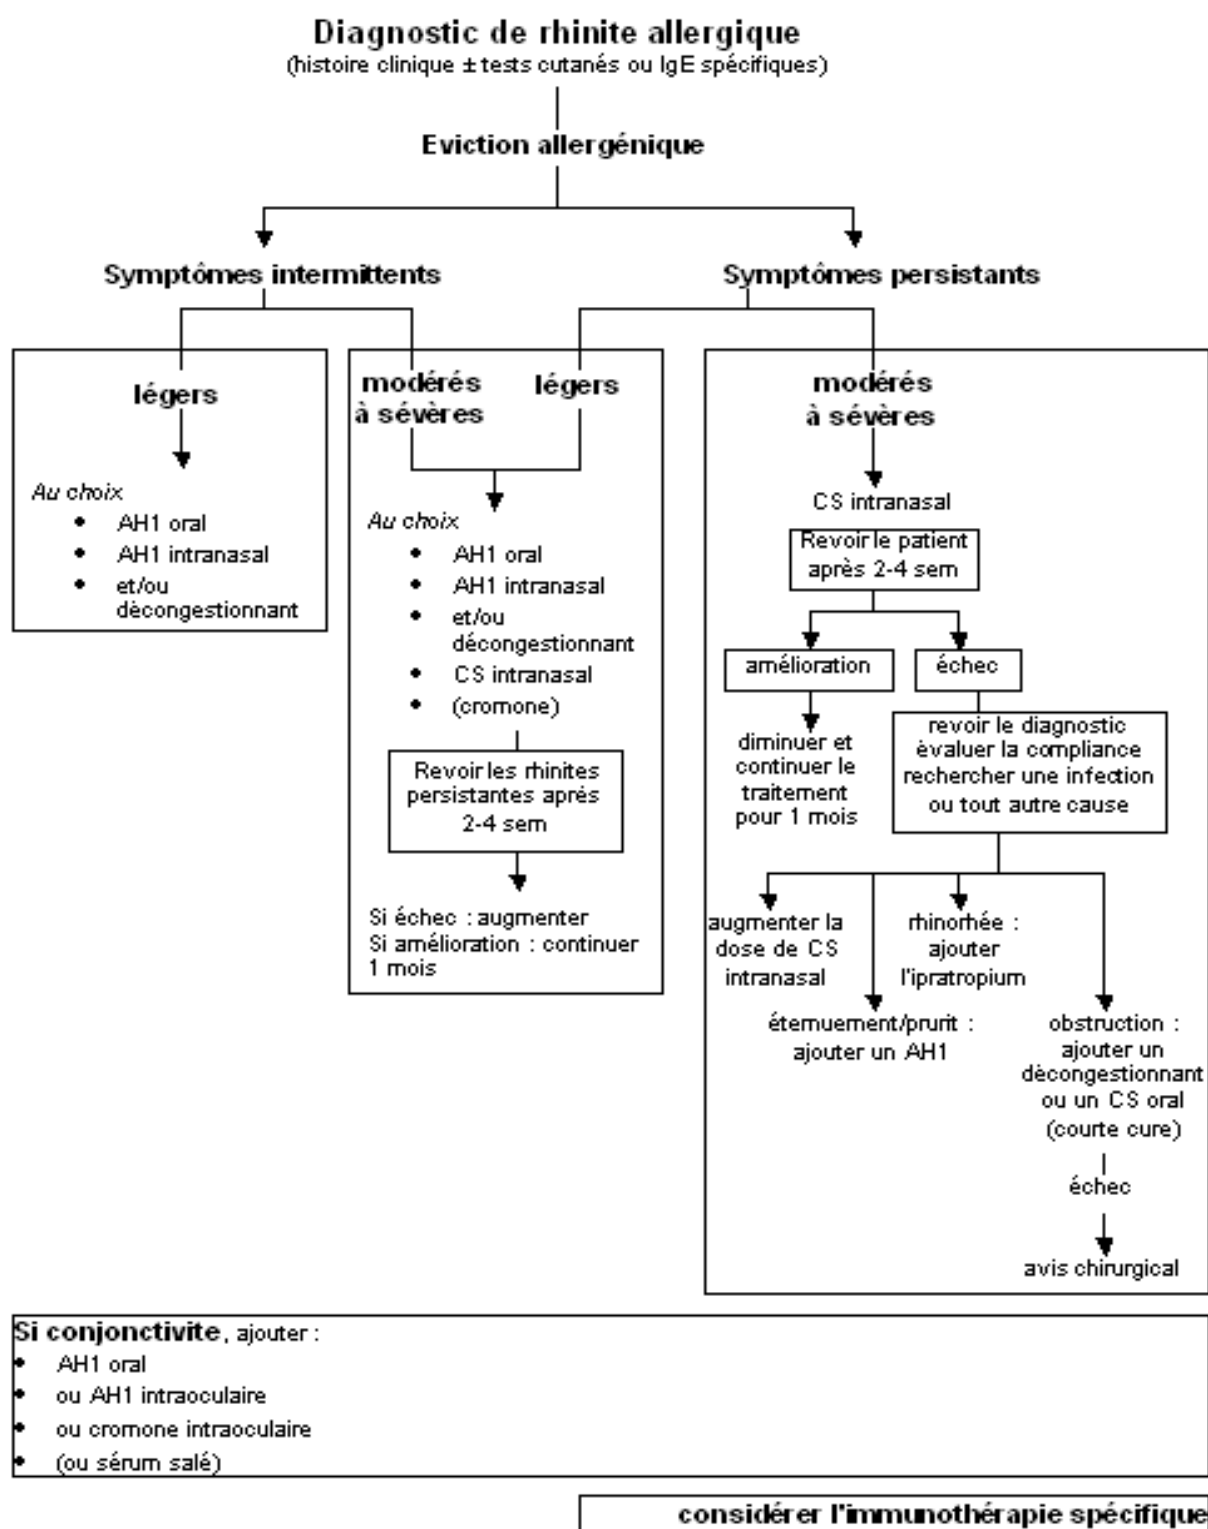 Diagnostic de rhinite allergique
(histoire clinique ± tests cutanés ou IgE spécifiques)
Eviction allergénique
Symptômes intermittents
Symptômes persistants
légers
Au choix
• AH1 oral
• AH1 intranasal
• et/ou
décongestionnant
modérés
à sévères
légers
Au choix
• AH1 oral
• AH1 intranasal
• et/ou
décongestionnant
• CS intranasal
• (cromone)
Revoir les rhinites
persistantes après
2-4 sem
Si échec : augmenter
Si amélioration : continuer
1 mois
modérés
à sévères
CS intranasal
Revoir le patient
après 2-4 sem
amélioration
échec
diminuer et
continuer le
traitement
pour 1 mois
revoir le diagnostic
évaluer la compliance
rechercher une infection
ou tout autre cause
augmenter la
dose de CS
intranasal
rhinorhée :
ajouter
l'ipratropium
éternuement/prurit :
ajouter un AH1
obstruction :
ajouter un
décongestionnant
ou un CS oral
(courte cure)
échec
avis chirurgical
Si conjonctivite, ajouter :
• AH1 oral
• ou AH1 intraoculaire
• ou cromone intraoculaire
• (ou sérum salé)
considérer l'immunothérapie spécifique